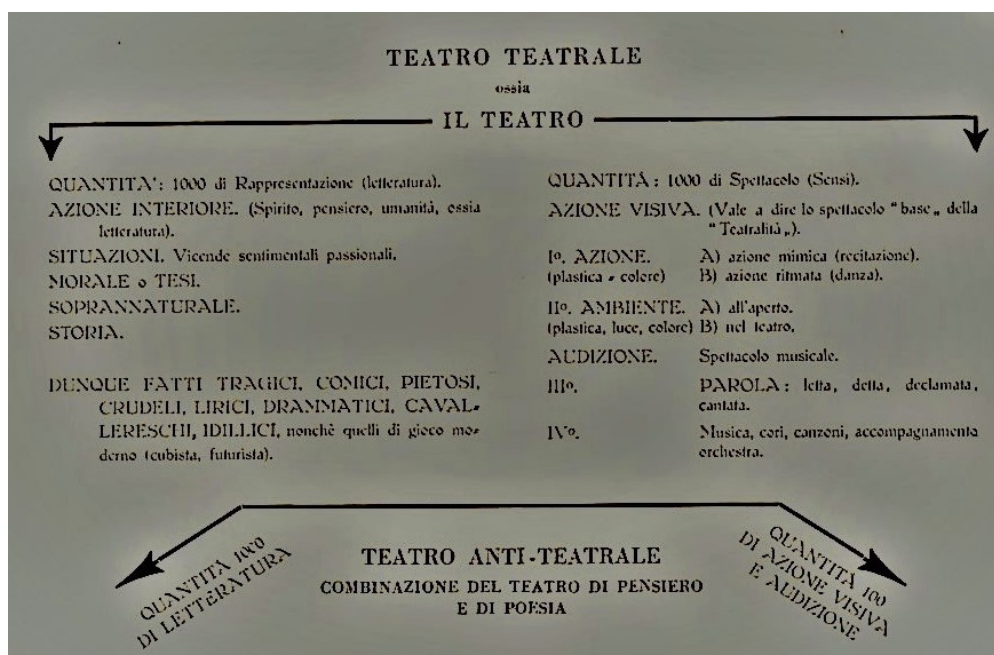 TEATRO TEATRALE
ossia
IL TEATRO
QUANTITA': 1000 di Rappresentazione (letteratura).
AZIONE INTERIORE. (Spirito, pensiero, umanità, ossia
letteratura).
SITUAZIONI. Vicende sentimentali passionali.
MORALE o TESI.
SOPRANNATURALE.
STORIA.
DUNQUE FATTI TRAGICI, COMICI, PIETOSI,
CRUDELI, LIRICI, DRAMMATICI, CAVAL-
LERESCHI, IDILLICI, nonchè quelli di gioco mo-
derno (cubista, futurista).
QUANTITÀ: 1000 di Spettacolo (Sensi).
AZIONE VISIVA. (Vale a dire lo spettacolo "base„ della
"Teatralità„).
Iº. AZIONE. A) azione mimica (recitazione).
(plastica - colore) B) azione ritmata (danza).
IIº. AMBIENTE. A) all'aperto.
(plastica, luce, colore) B) nel teatro.
AUDIZIONE. Spettacolo musicale.
IIIº. PAROLA: letta, detta, declamata,
cantata.
IVº. Musica, cori, canzoni, accompagnamento
orchestra.
TEATRO ANTI-TEATRALE
COMBINAZIONE DEL TEATRO DI PENSIERO
E DI POESIA
QUANTITÀ 1000
DI LETTERATURA
QUANTITÀ 100
DI AZIONE VISIVA
E AUDIZIONE